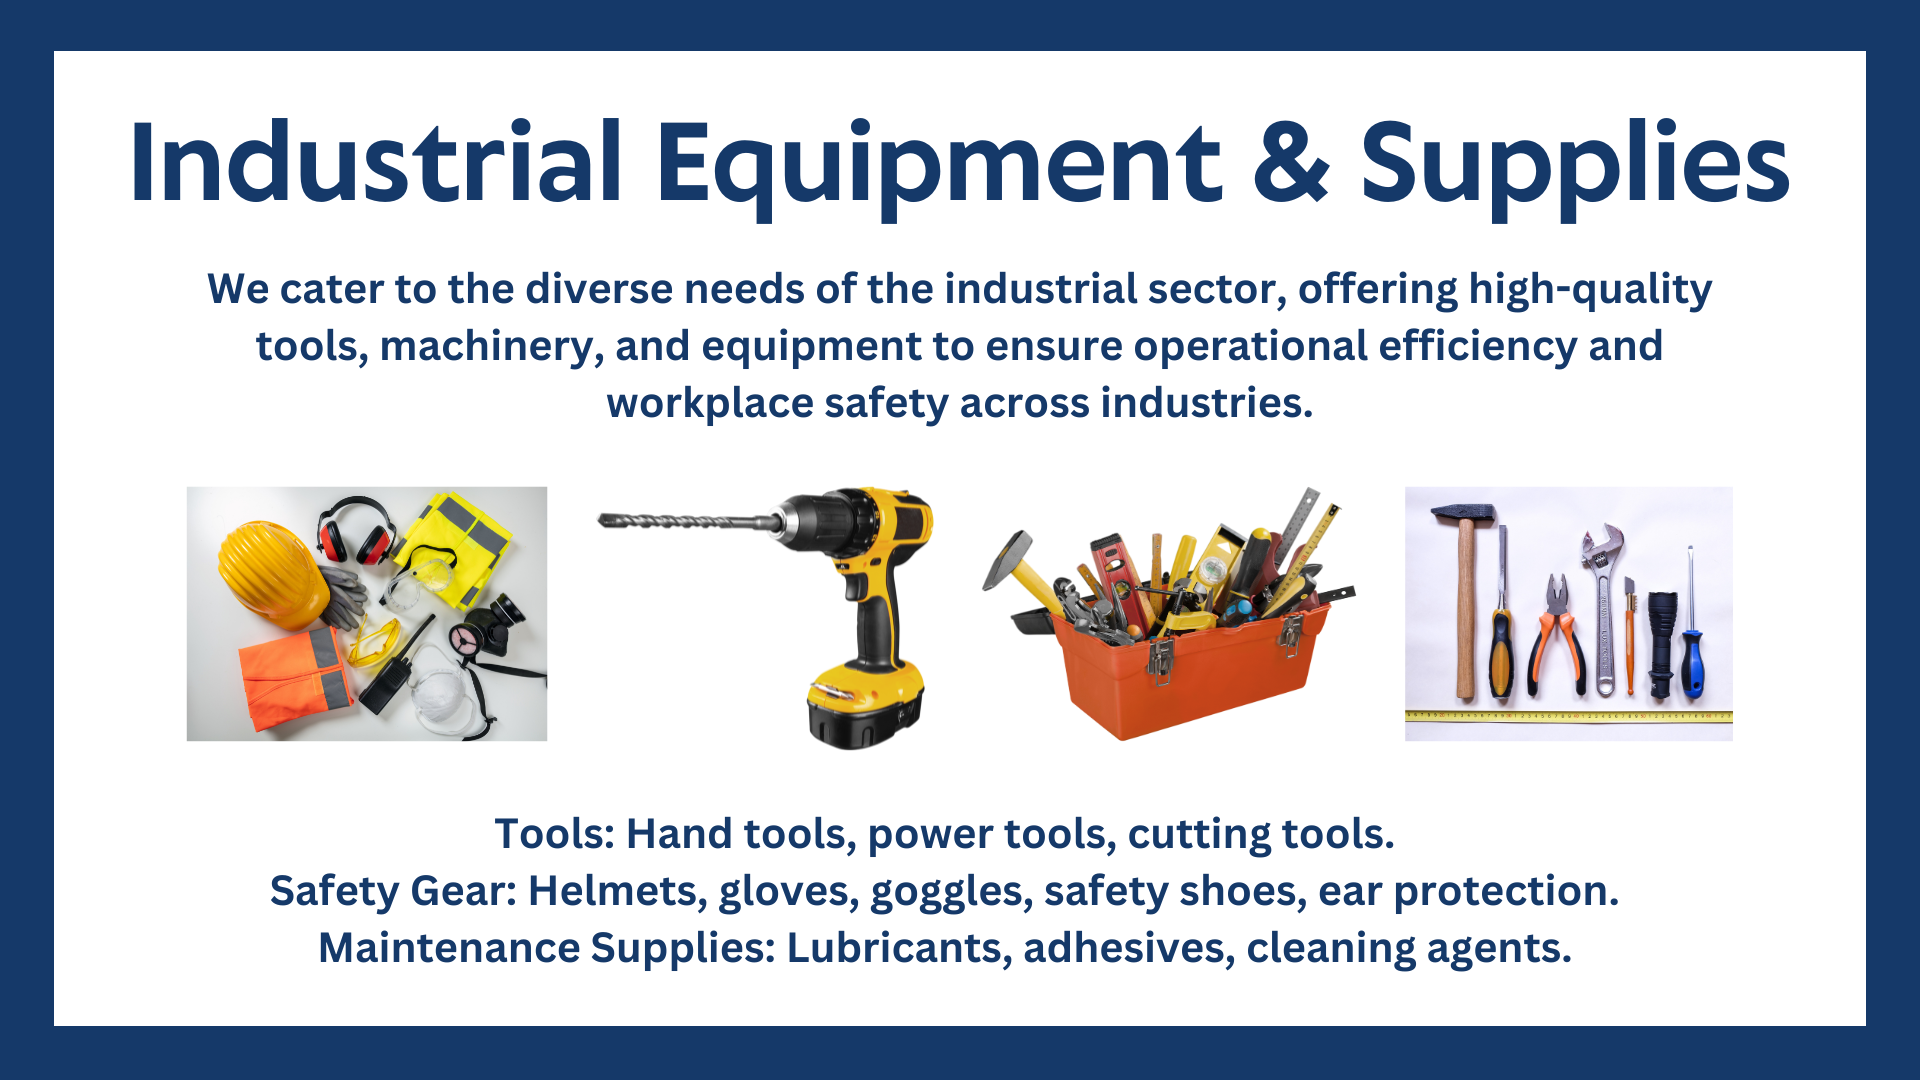 Industrial Equipment & Supplies
We cater to the diverse needs of the industrial sector, offering high-quality
tools, machinery, and equipment to ensure operational efficiency and
workplace safety across industries.
Tools: Hand tools, power tools, cutting tools.
Safety Gear: Helmets, gloves, goggles, safety shoes, ear protection.
Maintenance Supplies: Lubricants, adhesives, cleaning agents.